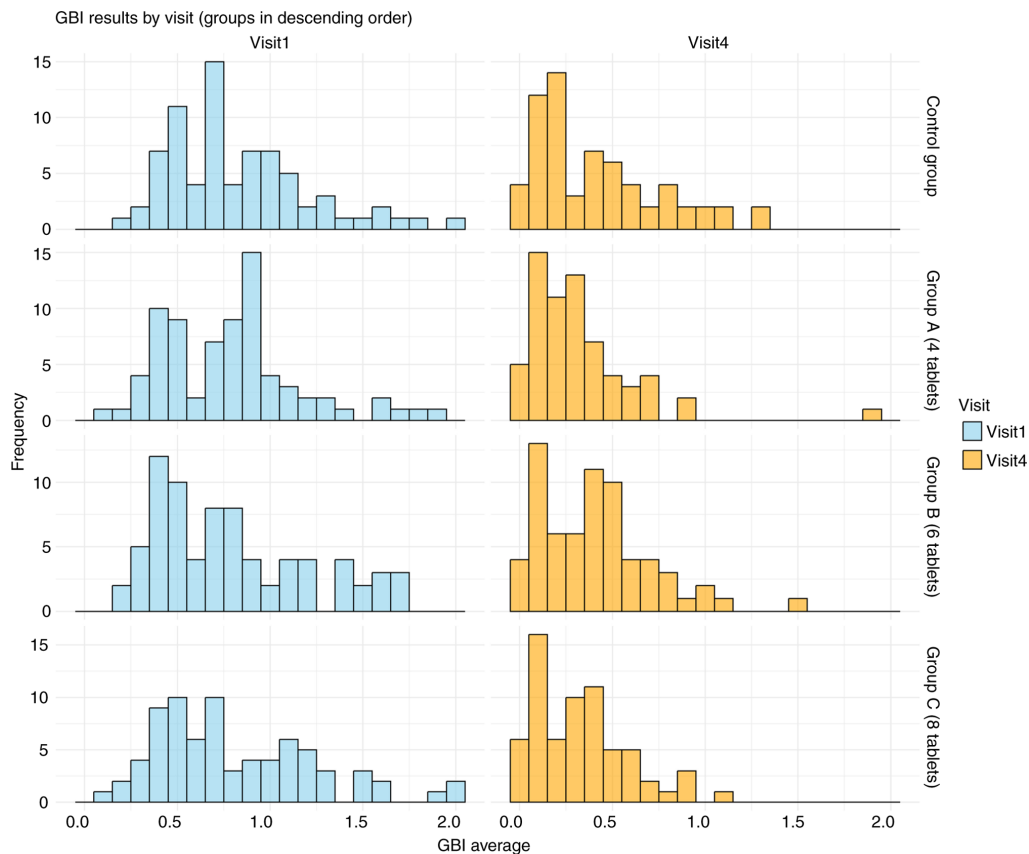 GBI results by visit (groups in descending order)
Visit1
Visit4
15
10
5
0
Control group
15
10
5
0
Group A (4 tablets)
Frequency
Visit
Visit1
Visit4
10
5
0
Group B (6 tablets)
15
10
5
0
Group C (8 tablets)
0.0 0.5 1.0 1.5 2.0
0.0 0.5 1.0 1.5 2.0
GBI average